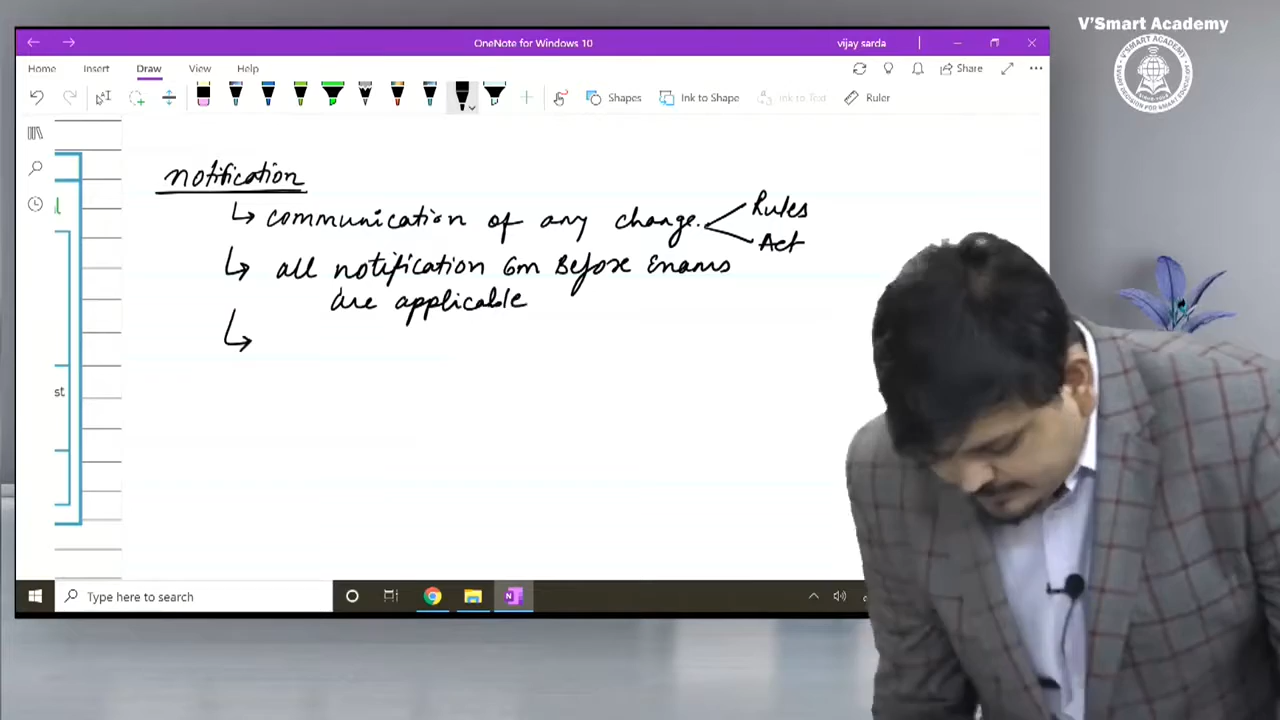 V'Smart Academy
OneNote for Windows 10
vijay sarda
Home Insert Draw View Help
Share
Shapes Ink to Shape Ink to Text Ruler
notification
communication of any change. Rules
Act
all notification 6m Before Exams
are applicable
st
Type here to search